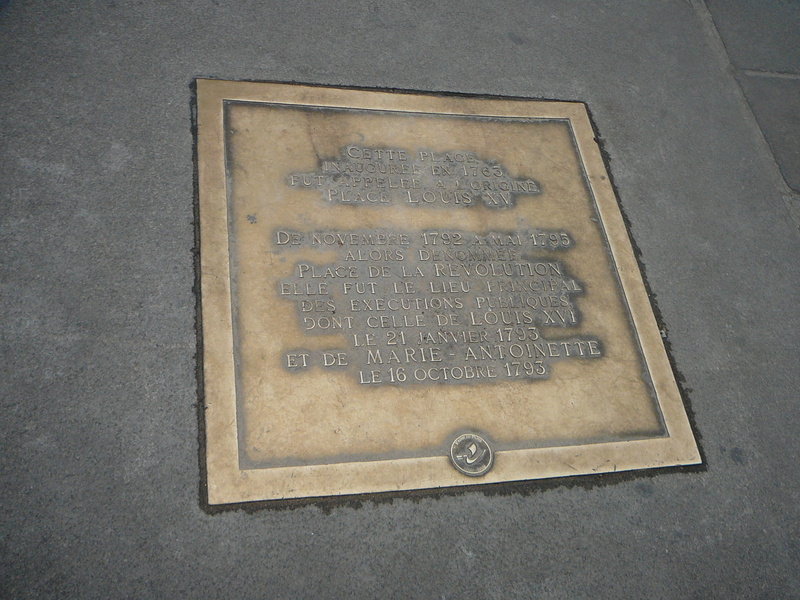 CETTE PLACE
INAUGURÉE EN 1763
FUT APPELÉE À L'ORIGINE
PLACE LOUIS XV
DE NOVEMBRE 1792 À MAI 1795
ALORS DÉNOMMÉE
PLACE DE LA RÉVOLUTION
ELLE FUT LE LIEU PRINCIPAL
DES EXÉCUTIONS PUBLIQUES
DONT CELLE DE LOUIS XVI
LE 21 JANVIER 1793
ET DE MARIE-ANTOINETTE
LE 16 OCTOBRE 1793